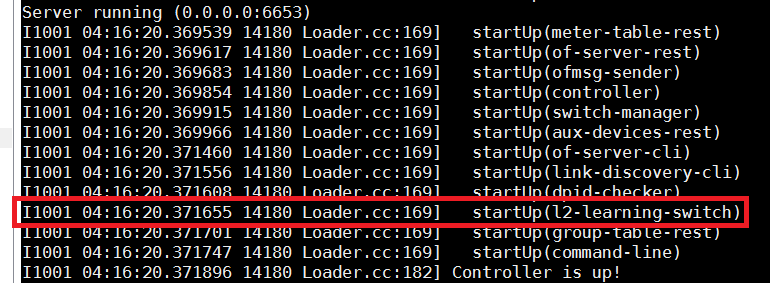 Server running (0.0.0.0:6653)
I1001 04:16:20.369539 14180 Loader.cc:169]   startUp(meter-table-rest)
I1001 04:16:20.369617 14180 Loader.cc:169]   startUp(of-server-rest)
I1001 04:16:20.369683 14180 Loader.cc:169]   startUp(ofmsg-sender)
I1001 04:16:20.369854 14180 Loader.cc:169]   startUp(controller)
I1001 04:16:20.369915 14180 Loader.cc:169]   startUp(switch-manager)
I1001 04:16:20.369966 14180 Loader.cc:169]   startUp(aux-devices-rest)
I1001 04:16:20.371460 14180 Loader.cc:169]   startUp(of-server-cli)
I1001 04:16:20.371556 14180 Loader.cc:169]   startUp(link-discovery-cli)
I1001 04:16:20.371608 14180 Loader.cc:169]   startUp(dpid-checker)
I1001 04:16:20.371655 14180 Loader.cc:169]   startUp(l2-learning-switch)
I1001 04:16:20.371701 14180 Loader.cc:169]   startUp(group-table-rest)
I1001 04:16:20.371747 14180 Loader.cc:169]   startUp(command-line)
I1001 04:16:20.371896 14180 Loader.cc:182] Controller is up!